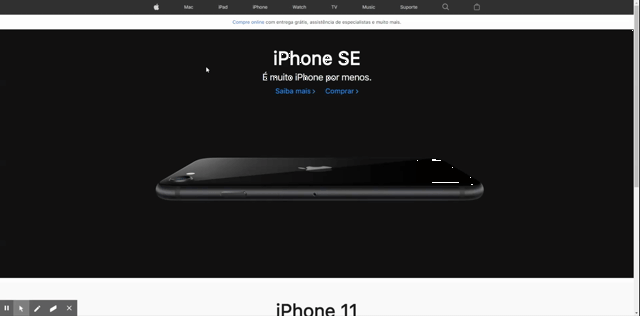 Mac iPad iPhone Watch TV Music Suporte
Compre online com entrega grátis, assistência de especialistas e muito mais.
iPhone SE
É muito iPhone por menos.
Saiba mais > Comprar >
iPhone 11